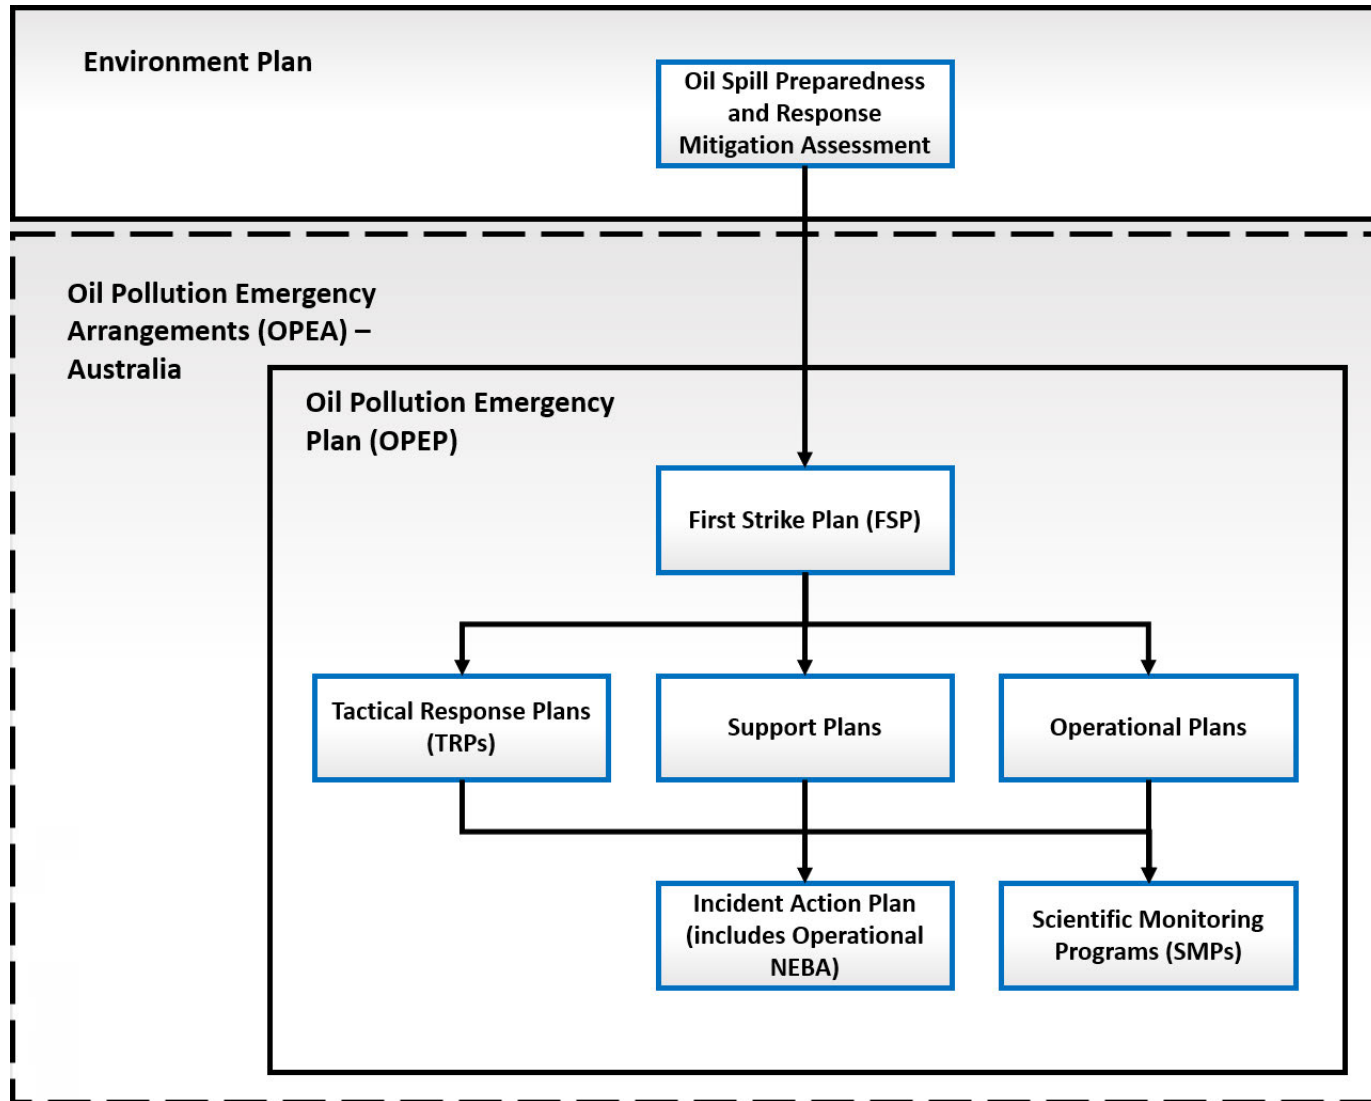 Environment Plan
Oil Spill Preparedness
and Response
Mitigation Assessment
Oil Pollution Emergency
Arrangements (OPEA) –
Australia
Oil Pollution Emergency
Plan (OPEP)
First Strike Plan (FSP)
Tactical Response Plans
(TRPs)
Support Plans
Operational Plans
Incident Action Plan
(includes Operational
NEBA)
Scientific Monitoring
Programs (SMPs)